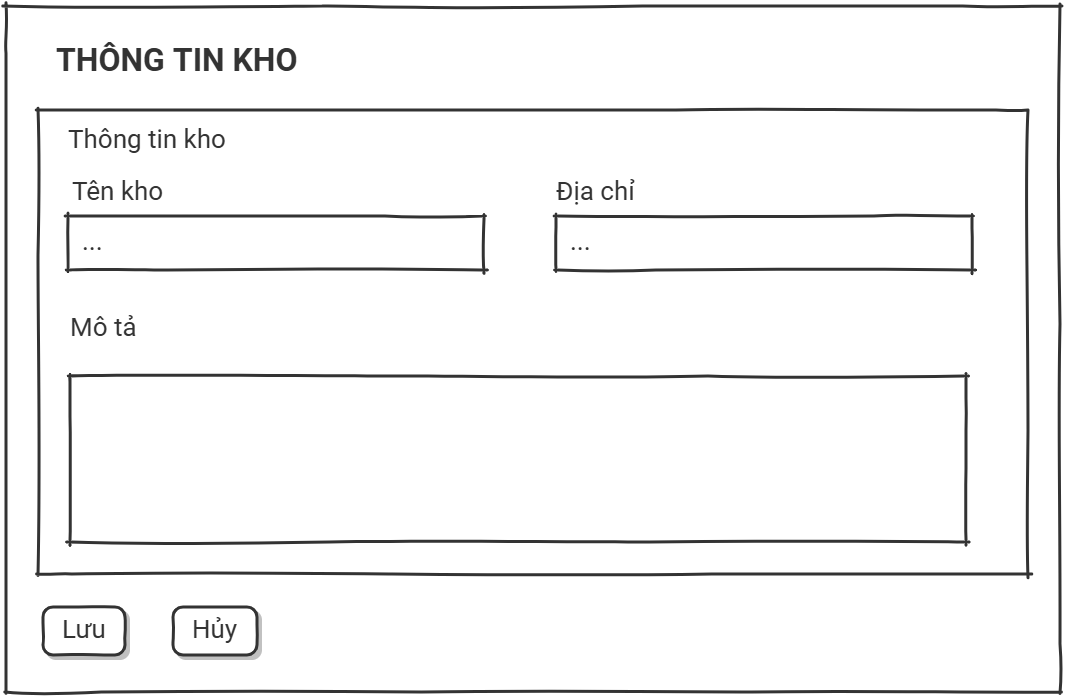 THÔNG TIN KHO
Thông tin kho
Tên kho
Địa chỉ
...
...
Mô tả
Lưu
Hủy